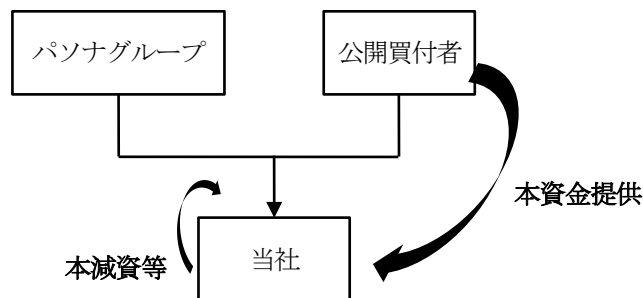 パソナグループ
公開買付者
本資金提供
本減資等
当社